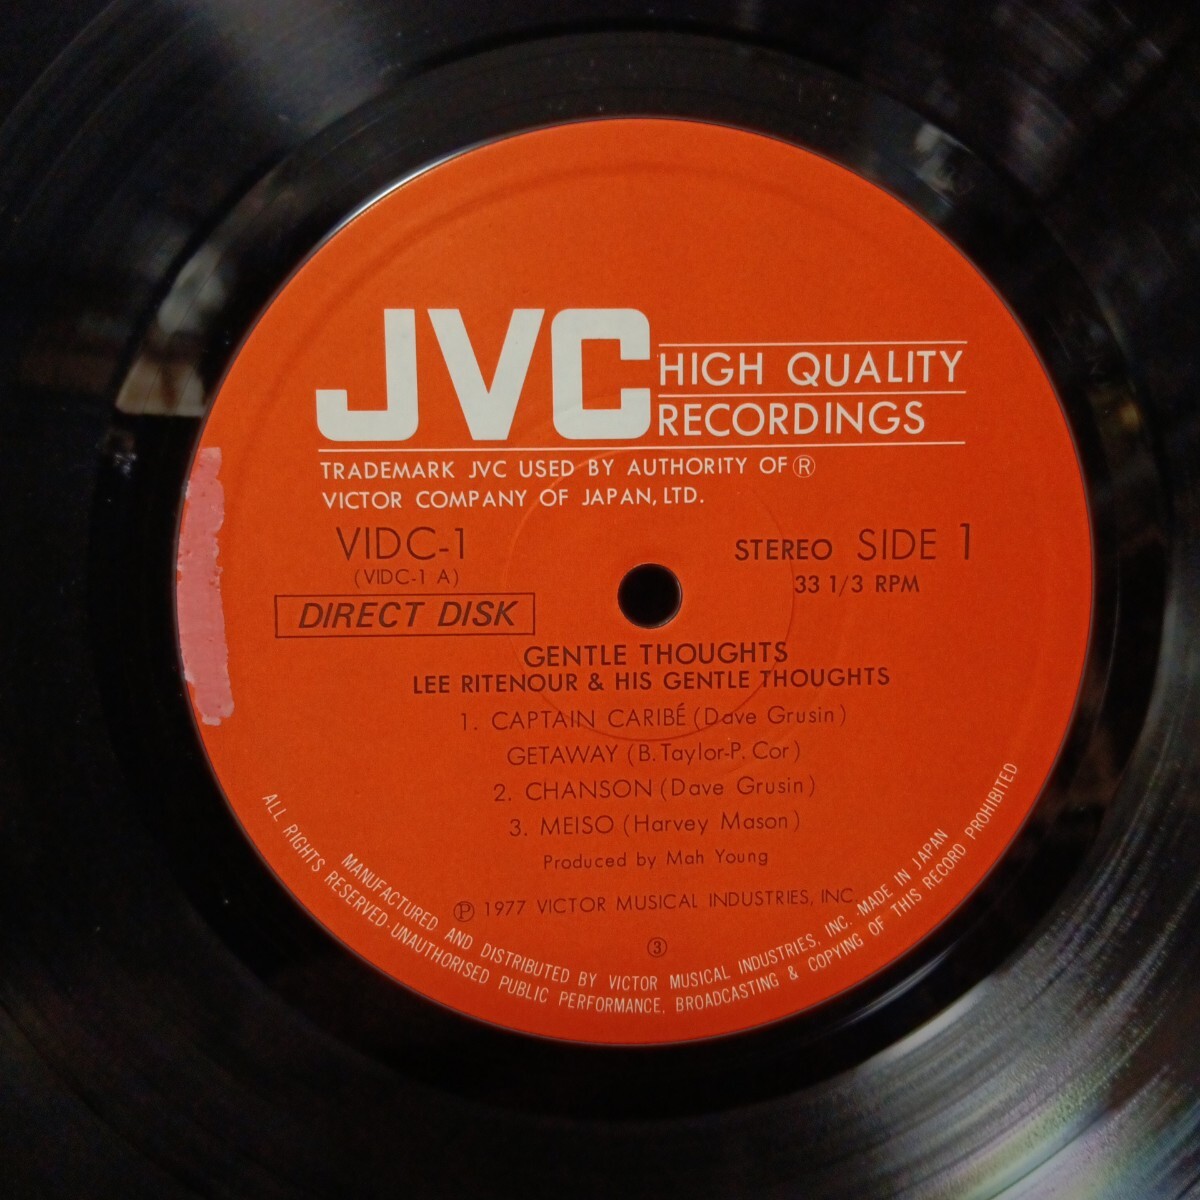 JVC HIGH QUALITY
RECORDINGS
TRADEMARK JVC USED BY AUTHORITY OF Ⓡ
VICTOR COMPANY OF JAPAN, LTD.
VIDC-1
(VIDC-1 A)
DIRECT DISK
STEREO SIDE 1
33 1/3 RPM
GENTLE THOUGHTS
LEE RITENOUR & HIS GENTLE THOUGHTS
1. CAPTAIN CARIBÉ (Dave Grusin)
GETAWAY (B. Taylor-P. Cor)
2. CHANSON (Dave Grusin)
3. MEISO (Harvey Mason)
Produced by Mah Young
Ⓟ 1977 VICTOR MUSICAL INDUSTRIES, INC.
③
MANUFACTURED AND DISTRIBUTED BY VICTOR MUSICAL INDUSTRIES, INC. · MADE IN JAPAN
ALL RIGHTS RESERVED · UNAUTHORISED PUBLIC PERFORMANCE, BROADCASTING & COPYING OF THIS RECORD PROHIBITED